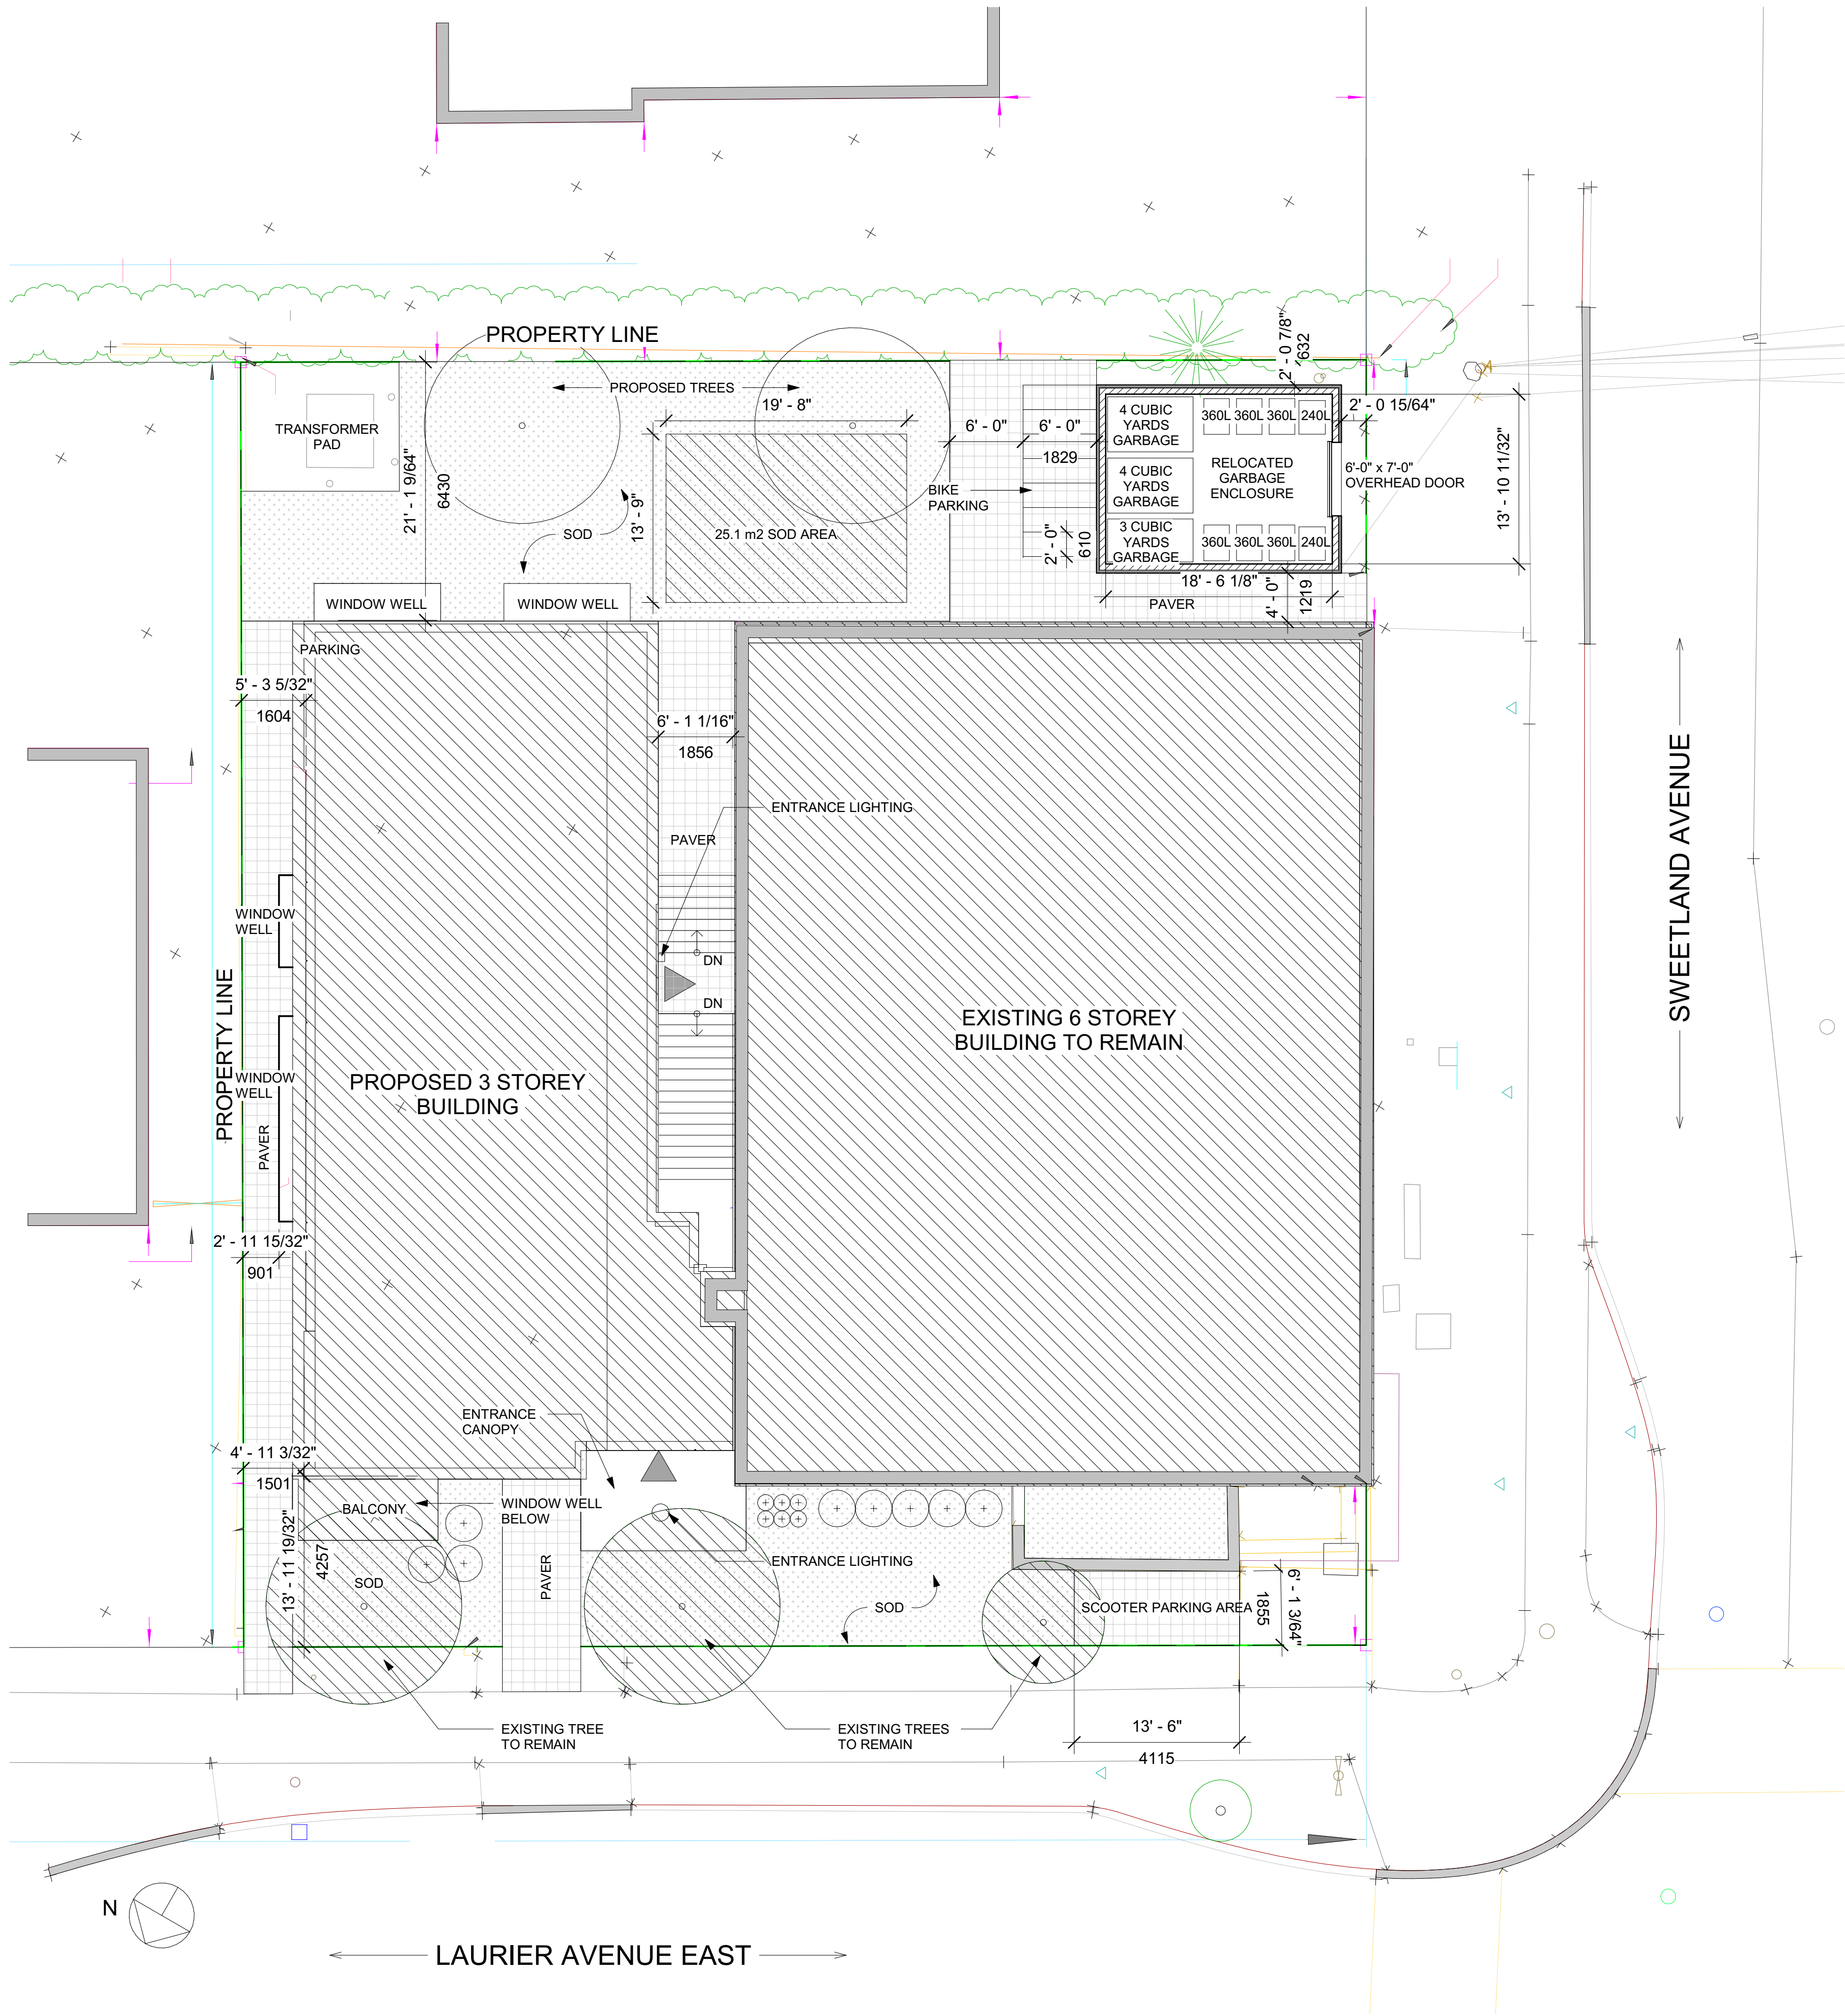 PROPERTY LINE
2' - 0 7/8"
632
PROPOSED TREES
19' - 8"
2' - 0 15/64"
TRANSFORMER
PAD
21' - 1 9/64"
6430
13' - 9"
6' - 0"
6' - 0"
1829
4 CUBIC
YARDS
GARBAGE
360L
360L
360L
240L
4 CUBIC
YARDS
GARBAGE
RELOCATED
GARBAGE
ENCLOSURE
6'-0" x 7'-0"
OVERHEAD DOOR
13' - 10 11/32"
BIKE
PARKING
SOD
25.1 m2 SOD AREA
3 CUBIC
YARDS
GARBAGE
360L
360L
360L
240L
2' - 0"
610
18' - 6 1/8"
4' - 0"
1219
WINDOW WELL
WINDOW WELL
PAVER
PARKING
5' - 3 5/32"
1604
6' - 1 1/16"
1856
ENTRANCE LIGHTING
PAVER
SWEETLAND AVENUE
WINDOW
WELL
DN
DN
PROPERTY LINE
EXISTING 6 STOREY
BUILDING TO REMAIN
WINDOW
WELL
PROPOSED 3 STOREY
BUILDING
PAVER
2' - 11 15/32"
901
ENTRANCE
CANOPY
4' - 11 3/32"
1501
BALCONY
WINDOW WELL
BELOW
13' - 11 19/32"
4257
ENTRANCE LIGHTING
SOD
PAVER
SOD
SCOOTER PARKING AREA
1855
6' - 1 3/64"
EXISTING TREE
TO REMAIN
EXISTING TREES
TO REMAIN
13' - 6"
4115
N
LAURIER AVENUE EAST